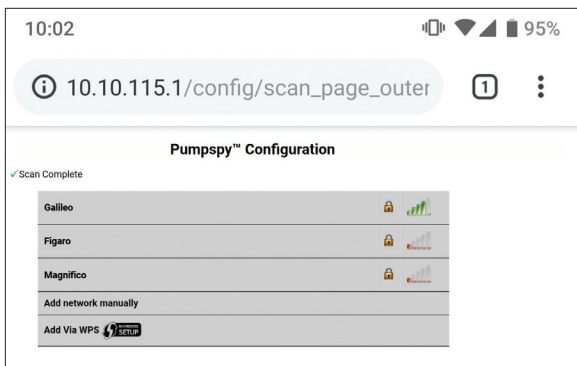 10:02
95%
10.10.115.1/config/scan_page_outer
1
Pumpspy™ Configuration
✓Scan Complete
Galileo
Figaro
Magnifico
Add network manually
Add Via WPS SETUP